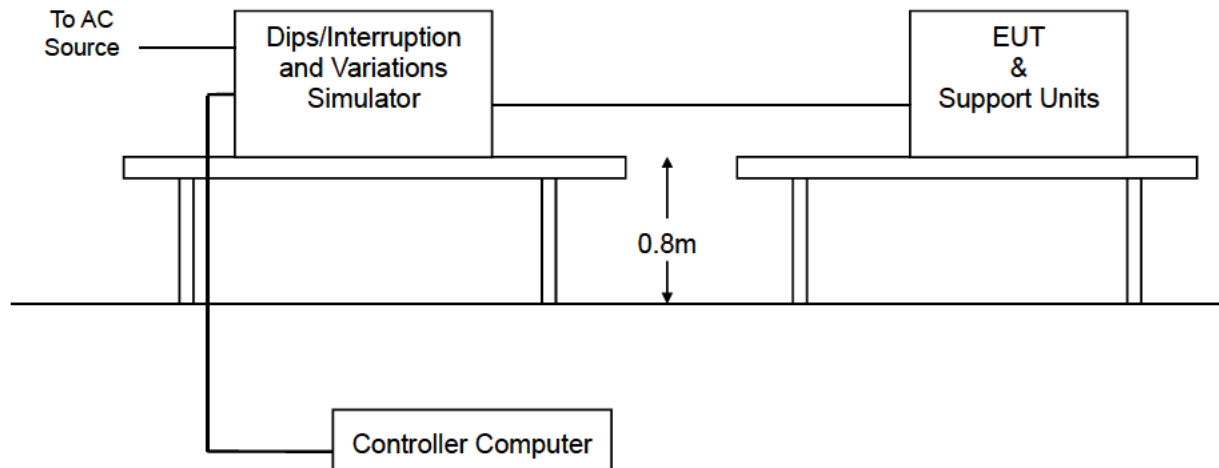 To AC
Source
Dips/Interruption
and Variations
Simulator
EUT
&
Support Units
0.8m
Controller Computer